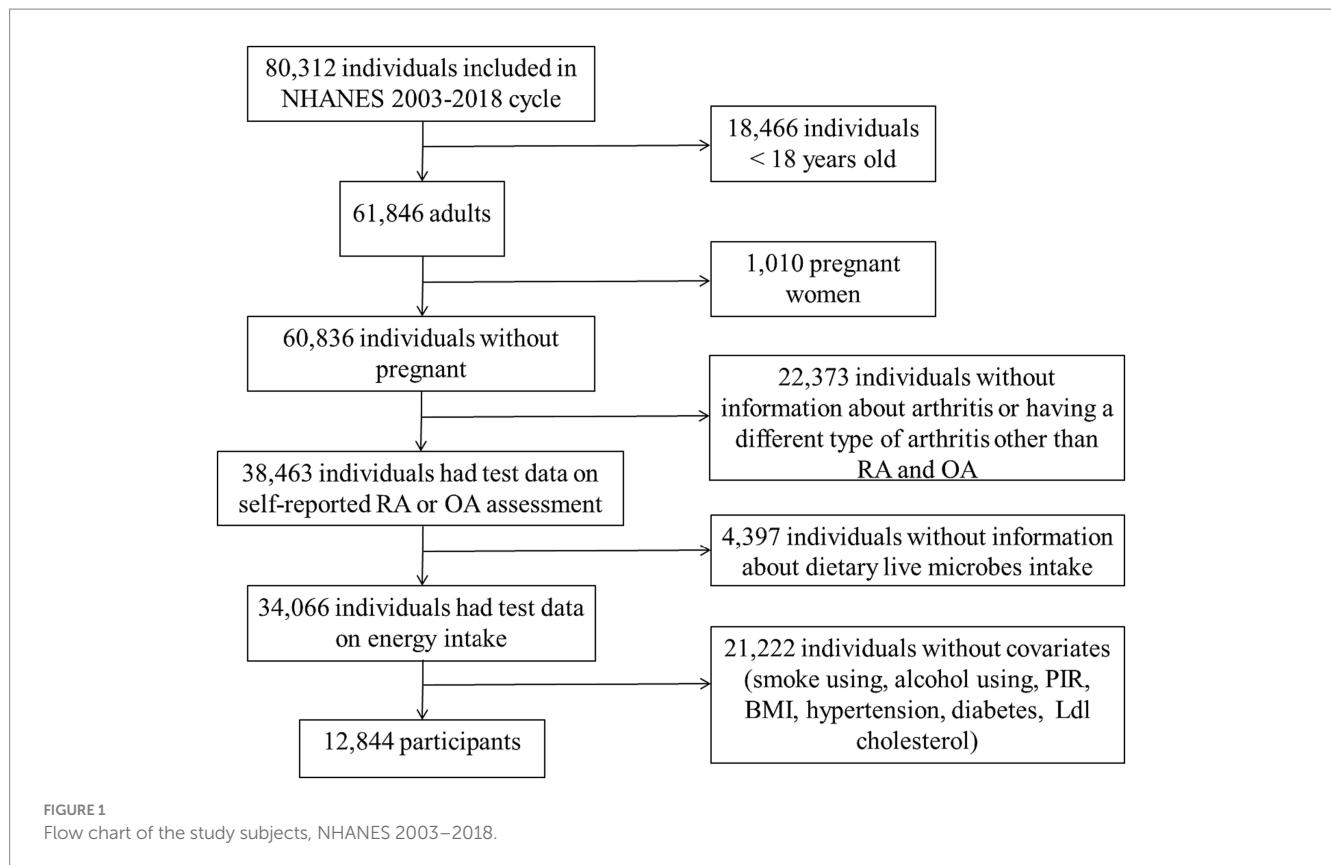 80,312 individuals included in
NHANES 2003-2018 cycle
18,466 individuals
< 18 years old
61,846 adults
1,010 pregnant
women
60,836 individuals without
pregnant
22,373 individuals without
information about arthritis or having a
different type of arthritis other than
RA and OA
38,463 individuals had test data on
self-reported RA or OA assessment
4,397 individuals without information
about dietary live microbes intake
34,066 individuals had test data
on energy intake
21,222 individuals without covariates
(smoke using, alcohol using, PIR,
BMI, hypertension, diabetes, Ldl
cholesterol)
12,844 participants
FIGURE 1
Flow chart of the study subjects, NHANES 2003–2018.